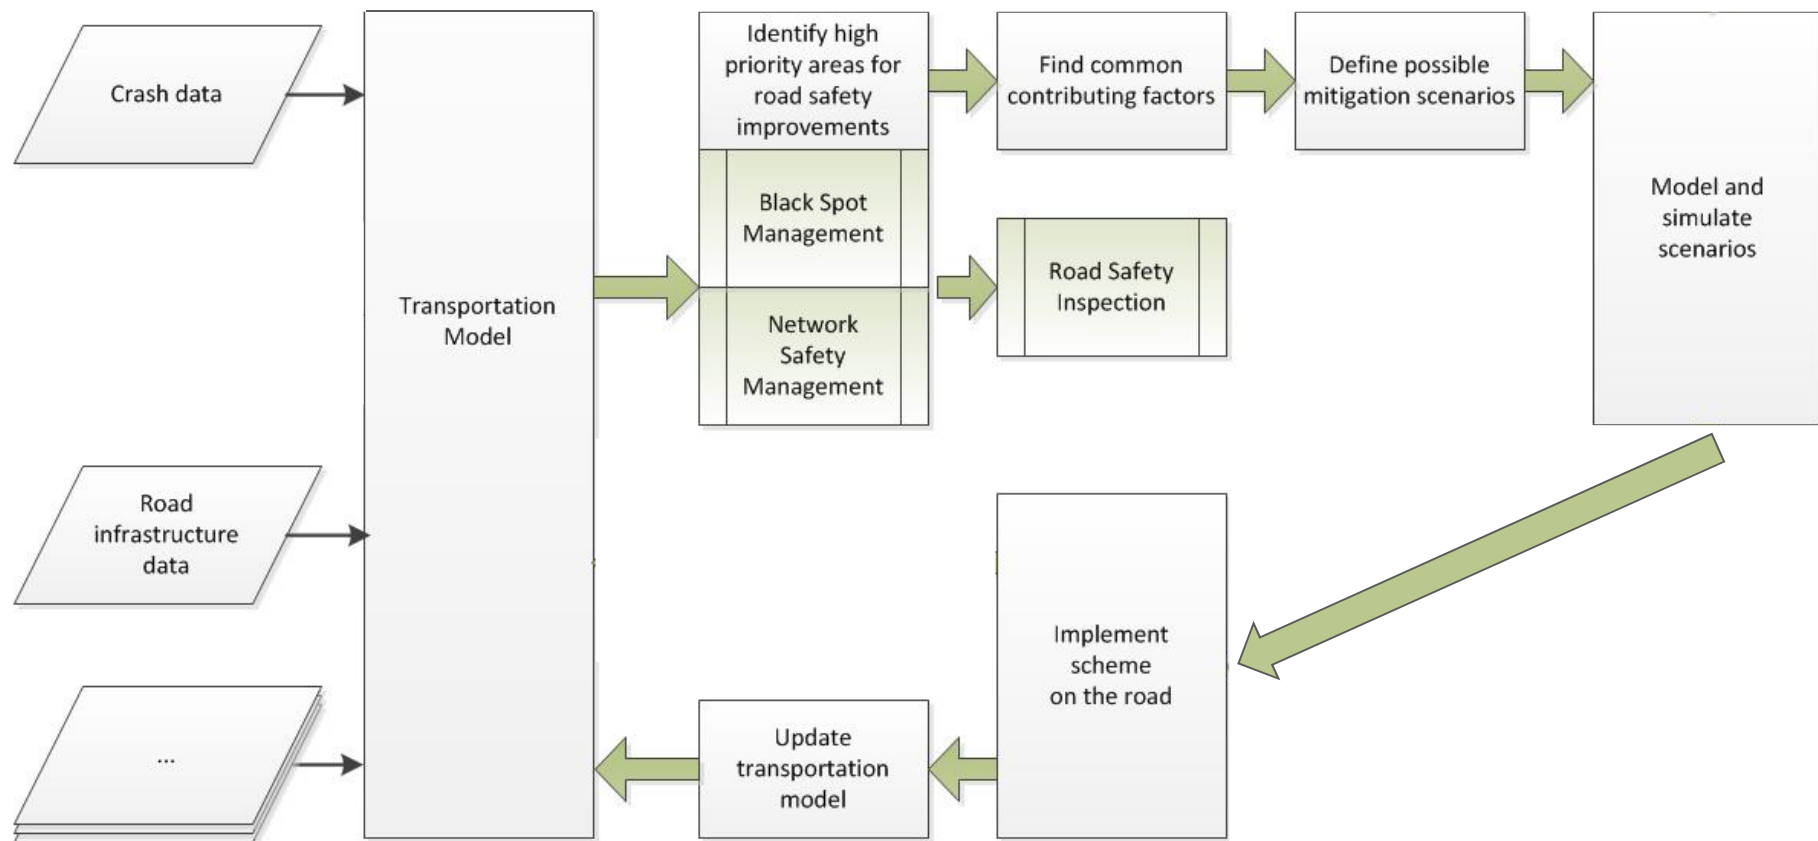 Crash data
Road
infrastructure
data
...
Transportation
Model
Identify high
priority areas for
road safety
improvements
Black Spot
Management
Network
Safety
Management
Find common
contributing factors
Road Safety
Inspection
Define possible
mitigation scenarios
Model and
simulate
scenarios
Implement
scheme
on the road
Update
transportation
model